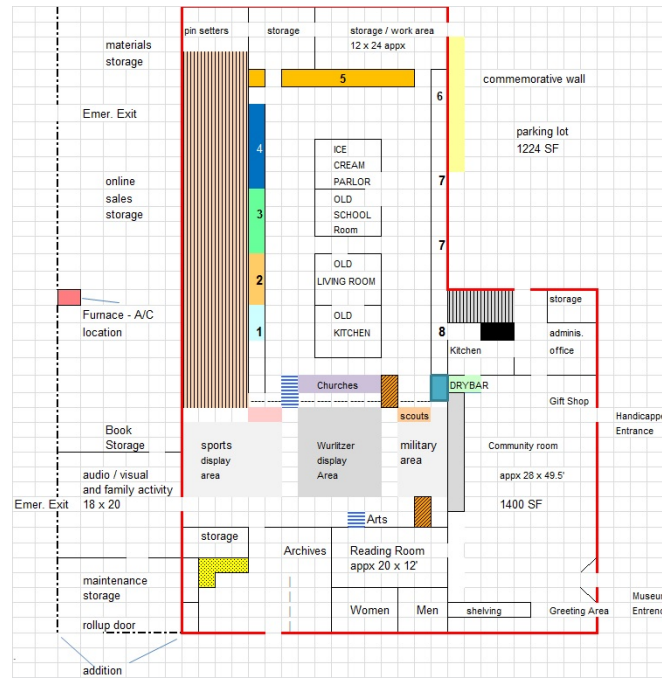 pin setters
storage
storage / work area
12 x 24 appx
materials
storage
5
6
commemorative wall
Emer. Exit
parking lot
1224 SF
4
ICE
CREAM
PARLOR
7
online
sales
storage
OLD
SCHOOL
Room
3
7
OLD
LIVING ROOM
2
storage
Furnace - A/C
location
OLD
KITCHEN
1
8
adminis.
office
Kitchen
Churches
DRYBAR
Gift Shop
scouts
Handicappe
Entrance
Book
Storage
sports
display
area
Wurlitzer
display
Area
military
area
Community room
appx 28 x 49.5'
1400 SF
audio / visual
and family activity
18 x 20
Emer. Exit
Arts
storage
Archives
Reading Room
appx 20 x 12'
maintenance
storage
Women
Men
shelving
Greeting Area
Museu
Entrenc
rollup door
addition